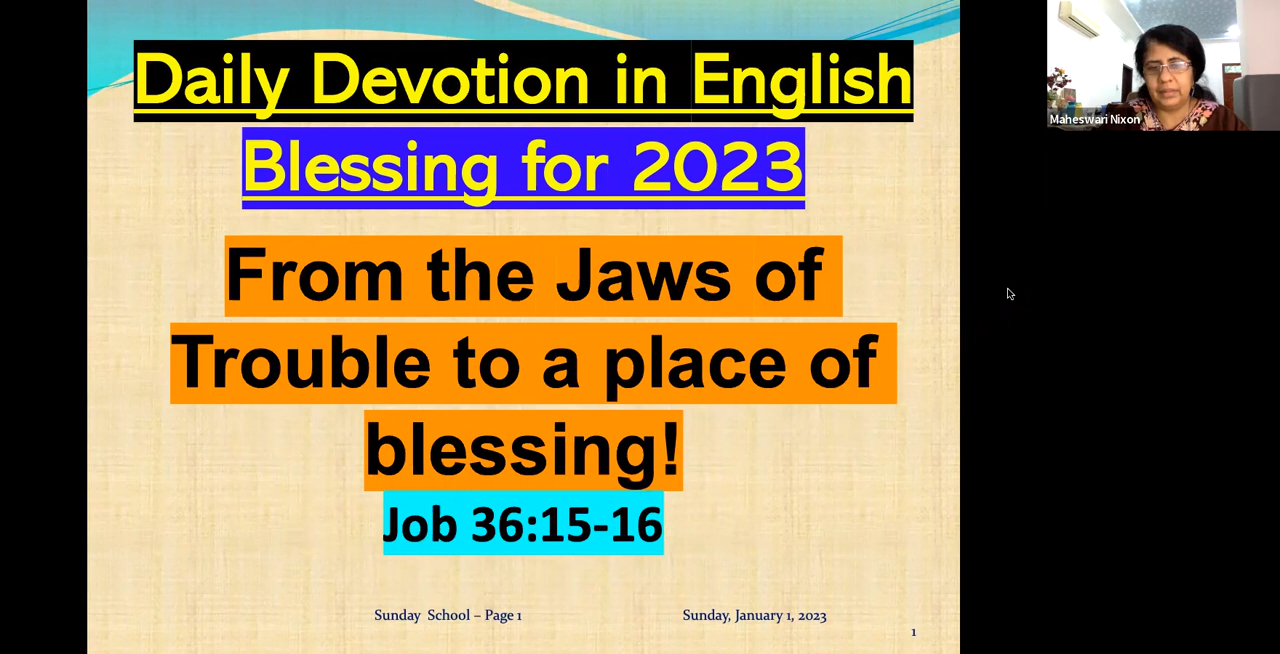 Daily Devotion in English
Blessing for 2023
From the Jaws of
Trouble to a place of
blessing!
Job 36:15-16
Sunday School – Page 1
Sunday, January 1, 2023
1
Maheswari Nixon